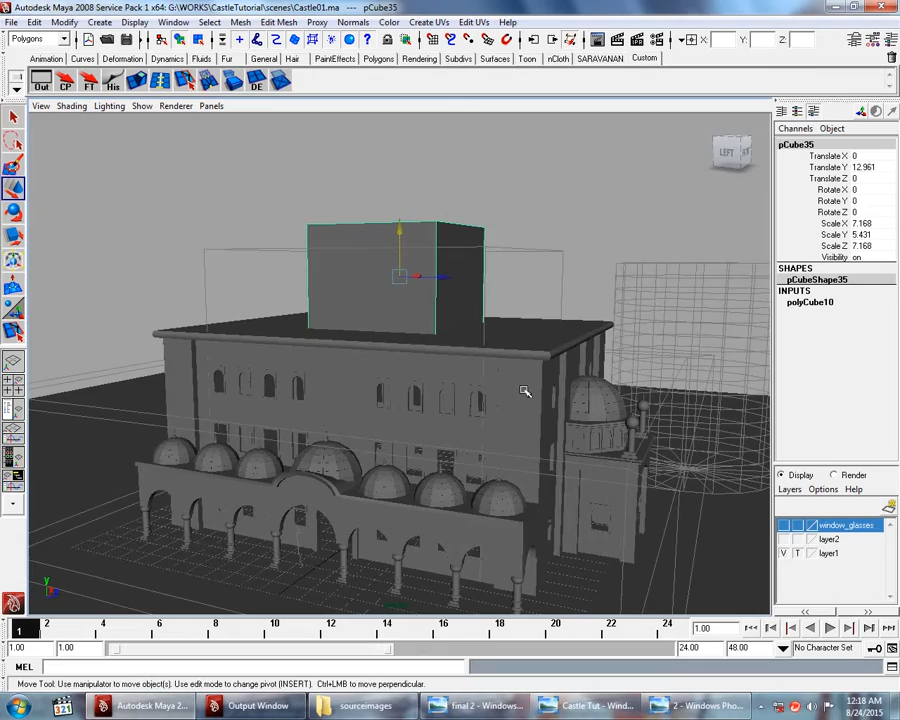 Autodesk Maya 2008 Service Pack 1 x64: G:\WORKS\CastleTutorial\scenes\Castle01.ma --- pCube35
File Edit Modify Create Display Window Select Mesh Edit Mesh Proxy Normals Color Create UVs Edit UVs Help
Polygons X: Y: Z:
Animation Curves Deformation Dynamics Fluids Fur General Hair PaintEffects Polygons Rendering Subdivs Surfaces Toon nCloth SARAVANAN Custom
Out CP FT His DE
View Shading Lighting Show Renderer Panels
Channels Object
pCube35
Translate X 0
Translate Y 12.961
Translate Z 0
Rotate X 0
Rotate Y 0
Rotate Z 0
Scale X 7.168
Scale Y 5.431
Scale Z 7.168
Visibility on
SHAPES
pCubeShape35
INPUTS
polyCube10
LEFT
Display Render
Layers Options Help
window_glasses
layer2
V T layer1
y
1 2 4 6 8 10 12 14 16 18 20 22 24 1.00
1.00 1.00 24.00 48.00 No Character Set
MEL
Move Tool: Use manipulator to move object(s). Use edit mode to change pivot (INSERT). Ctrl+LMB to move perpendicular.
321 Autodesk Maya 2... Output Window sourceimages final 2 - Windows... Castle Tut - Wind... 2 - Windows Pho...
12:18 AM
8/24/2015